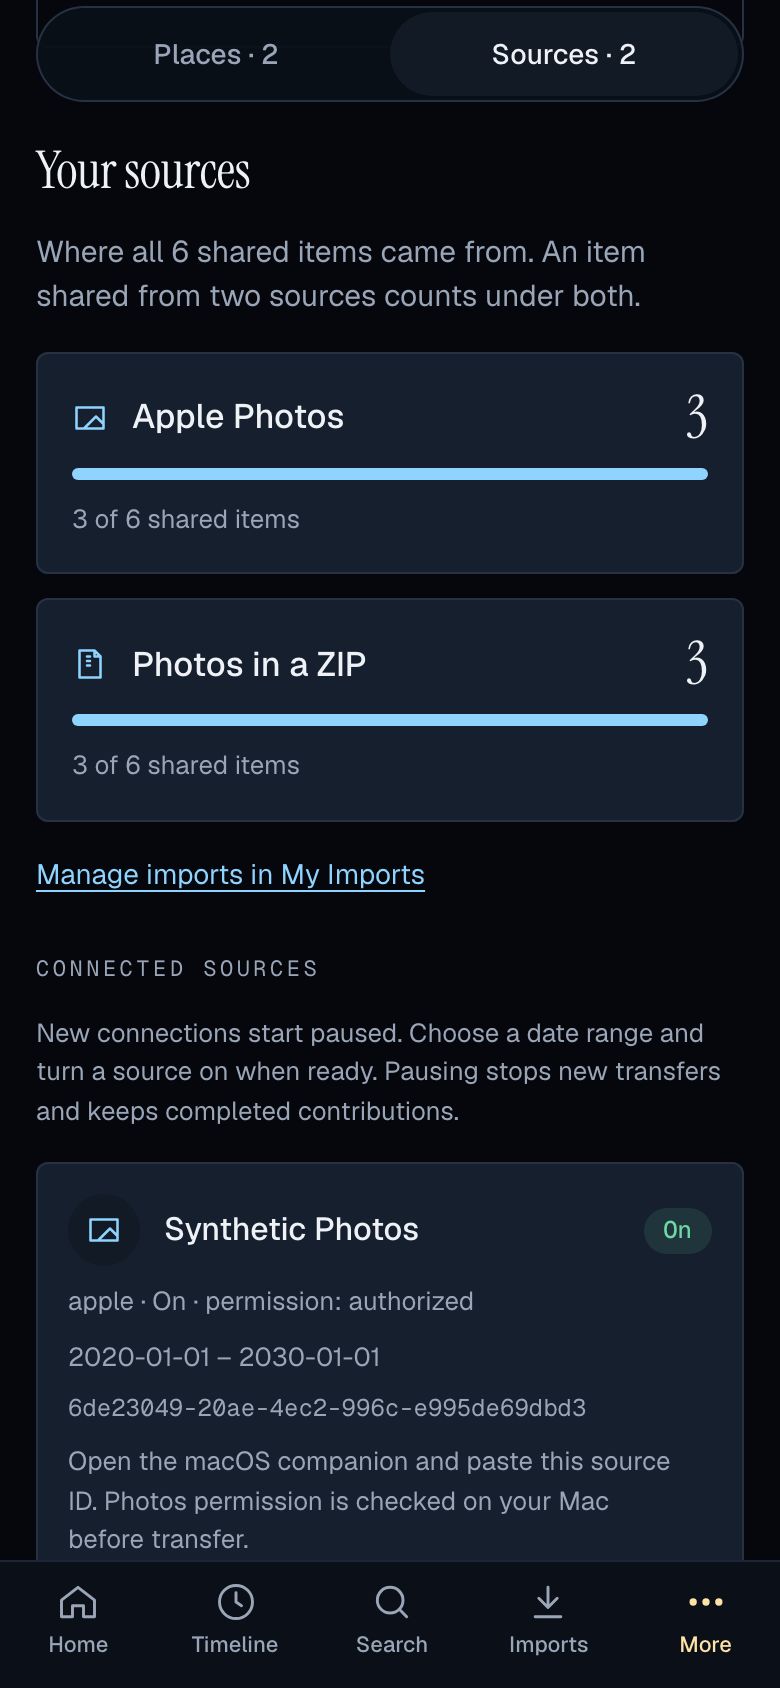 Places · 2
Sources · 2
Your sources
Where all 6 shared items came from. An item
shared from two sources counts under both.
Apple Photos
3
3 of 6 shared items
Photos in a ZIP
3
3 of 6 shared items
Manage imports in My Imports
CONNECTED SOURCES
New connections start paused. Choose a date range and
turn a source on when ready. Pausing stops new transfers
and keeps completed contributions.
Synthetic Photos
On
apple · On · permission: authorized
2020-01-01 – 2030-01-01
6de23049-20ae-4ec2-996c-e995de69dbd3
Open the macOS companion and paste this source
ID. Photos permission is checked on your Mac
before transfer.
Home
Timeline
Search
Imports
More